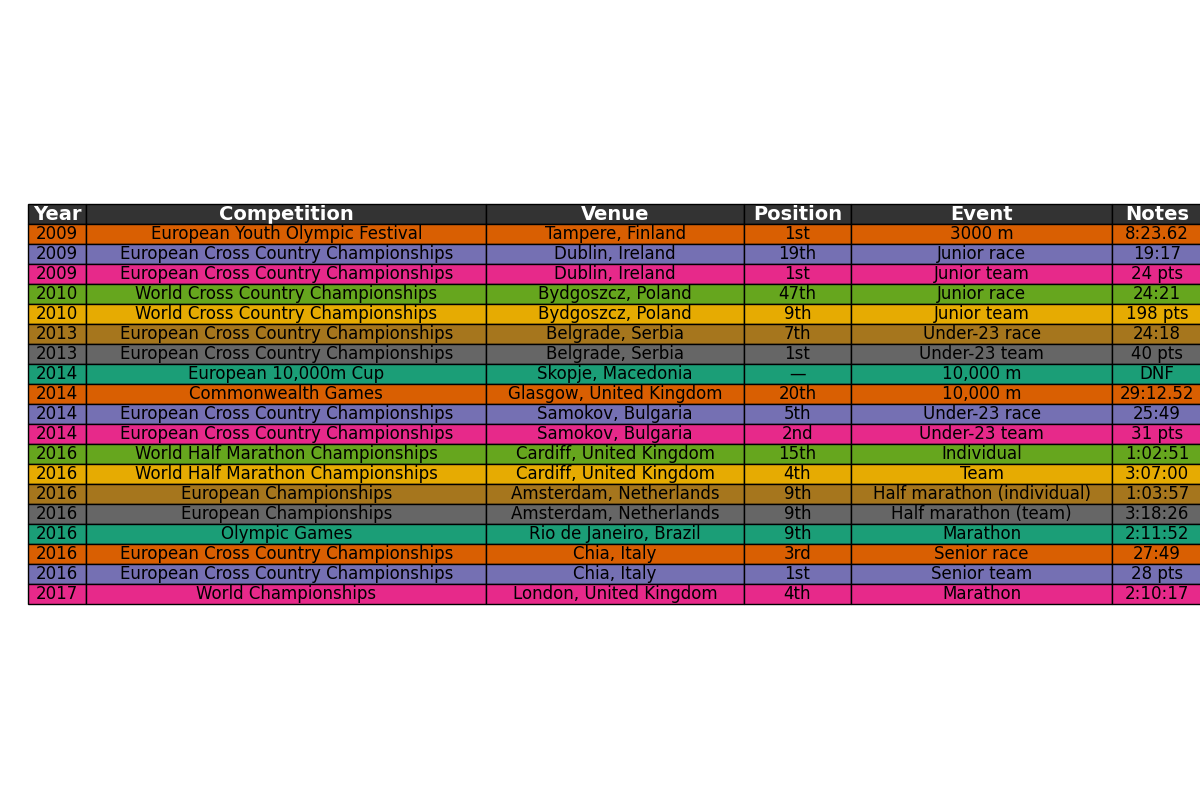 Year Competition Venue Position Event Notes
2009 European Youth Olympic Festival Tampere, Finland 1st 3000 m 8:23.62
2009 European Cross Country Championships Dublin, Ireland 19th Junior race 19:17
2009 European Cross Country Championships Dublin, Ireland 1st Junior team 24 pts
2010 World Cross Country Championships Bydgoszcz, Poland 47th Junior race 24:21
2010 World Cross Country Championships Bydgoszcz, Poland 9th Junior team 198 pts
2013 European Cross Country Championships Belgrade, Serbia 7th Under-23 race 24:18
2013 European Cross Country Championships Belgrade, Serbia 1st Under-23 team 40 pts
2014 European 10,000m Cup Skopje, Macedonia — 10,000 m DNF
2014 Commonwealth Games Glasgow, United Kingdom 20th 10,000 m 29:12.52
2014 European Cross Country Championships Samokov, Bulgaria 5th Under-23 race 25:49
2014 European Cross Country Championships Samokov, Bulgaria 2nd Under-23 team 31 pts
2016 World Half Marathon Championships Cardiff, United Kingdom 15th Individual 1:02:51
2016 World Half Marathon Championships Cardiff, United Kingdom 4th Team 3:07:00
2016 European Championships Amsterdam, Netherlands 9th Half marathon (individual) 1:03:57
2016 European Championships Amsterdam, Netherlands 9th Half marathon (team) 3:18:26
2016 Olympic Games Rio de Janeiro, Brazil 9th Marathon 2:11:52
2016 European Cross Country Championships Chia, Italy 3rd Senior race 27:49
2016 European Cross Country Championships Chia, Italy 1st Senior team 28 pts
2017 World Championships London, United Kingdom 4th Marathon 2:10:17